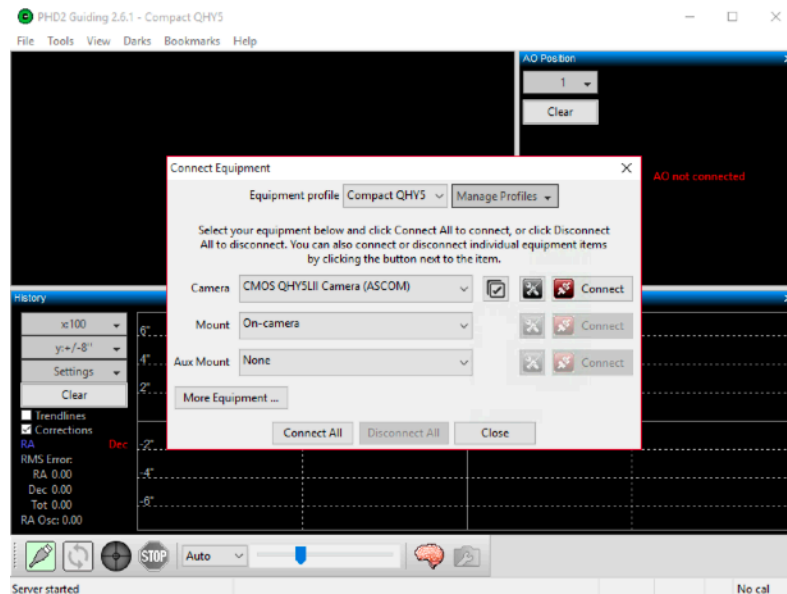 PHD2 Guiding 2.6.1 - Compact QHY5
File Tools View Darks Bookmarks Help
AO Position
1
Clear
AO not connected
Connect Equipment
Equipment profile Compact QHY5 Manage Profiles
Select your equipment below and click Connect All to connect, or click Disconnect
All to disconnect. You can also connect or disconnect individual equipment items
by clicking the button next to the item.
Camera CMOS QHY5LII Camera (ASCOM) Connect
Mount On-camera Connect
Aux Mount None Connect
More Equipment ...
Connect All Disconnect All Close
History
x:100
y:+/-8"
Settings
Clear
Trendlines
Corrections
RA Dec
RMS Error:
RA 0.00
Dec 0.00
Tot 0.00
RA Osc: 0.00
6"
4"
2"
-2"
-4"
-6"
STOP Auto
Server started No cal